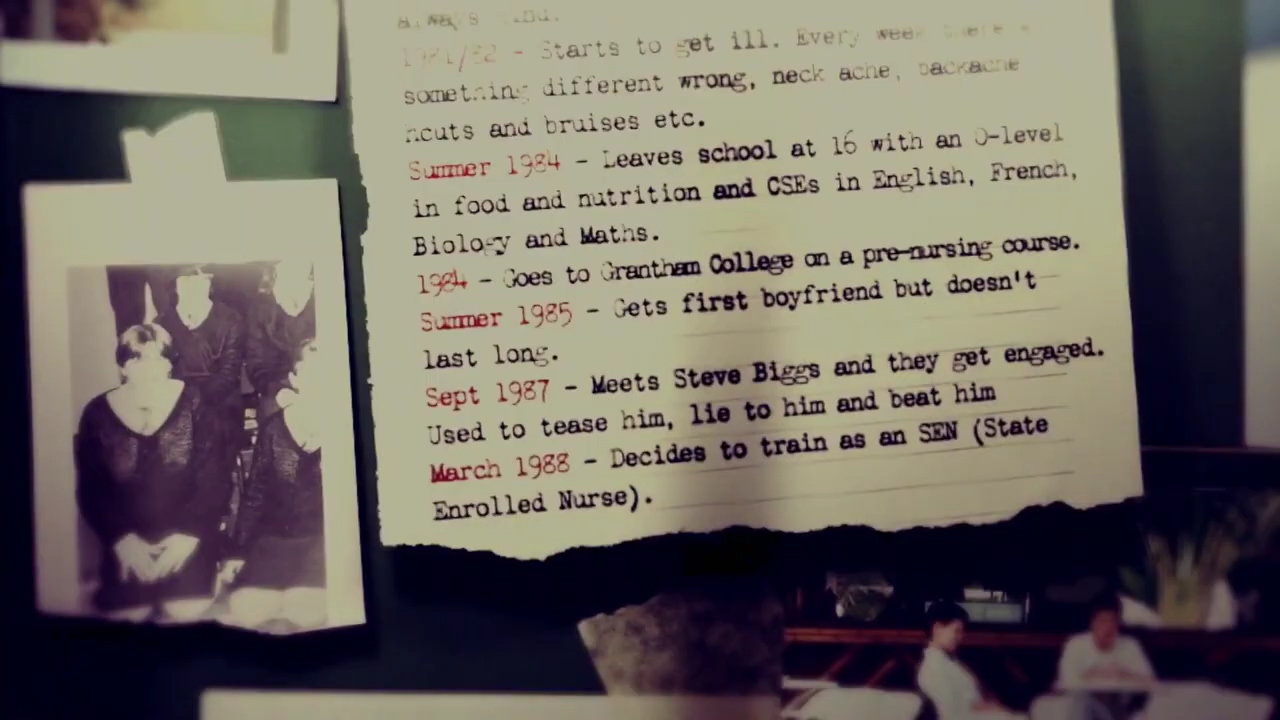 always kind.
1981/82 - Starts to get ill. Every week there
something different wrong, neck ache, backache
cuts and bruises etc.
Summer 1984 - Leaves school at 16 with an O-level
in food and nutrition and CSEs in English, French,
Biology and Maths.
1984 - Goes to Grantham College on a pre-nursing course.
Summer 1985 - Gets first boyfriend but doesn't
last long.
Sept 1987 - Meets Steve Biggs and they get engaged.
Used to tease him, lie to him and beat him
March 1988 - Decides to train as an SEN (State
Enrolled Nurse).